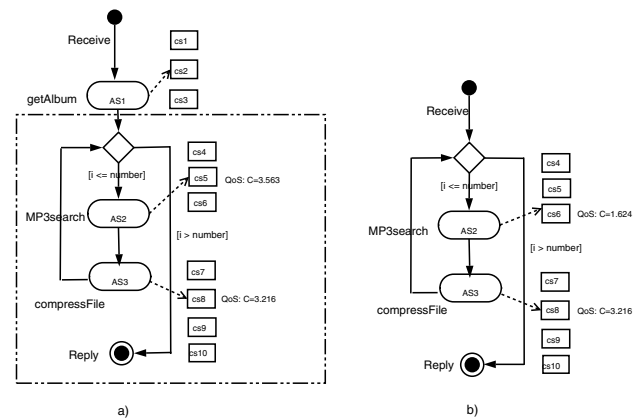 Receive
cs1
cs2
cs3
getAlbum
AS1
[i <= number]
cs4
cs5
QoS: C=3.563
cs6
MP3search
AS2
[i > number]
cs7
AS3
cs8
QoS: C=3.216
compressFile
cs9
Reply
cs10
a)
Receive
[i <= number]
cs4
cs5
cs6
QoS: C=1.624
MP3search
AS2
[i > number]
cs7
AS3
cs8
QoS: C=3.216
compressFile
cs9
Reply
cs10
b)